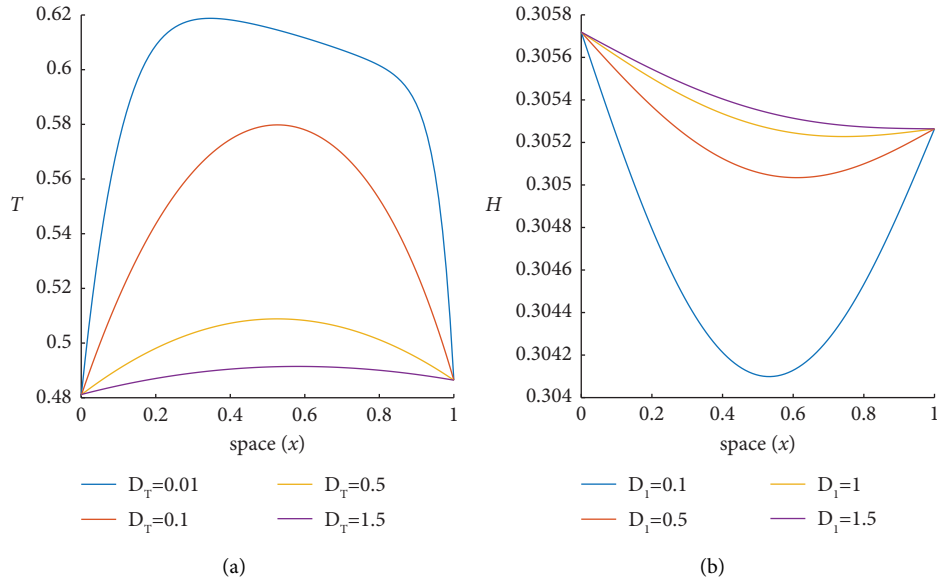 0.62
0.6
0.58
0.56
0.54
0.52
0.5
0.48
T
0 0.2 0.4 0.6 0.8 1
space (x)
D_T=0.01 D_T=0.5
D_T=0.1 D_T=1.5
(a)
0.3058
0.3056
0.3054
0.3052
0.305
0.3048
0.3046
0.3044
0.3042
0.304
H
0 0.2 0.4 0.6 0.8 1
space (x)
D_1=0.1 D_1=1
D_1=0.5 D_1=1.5
(b)